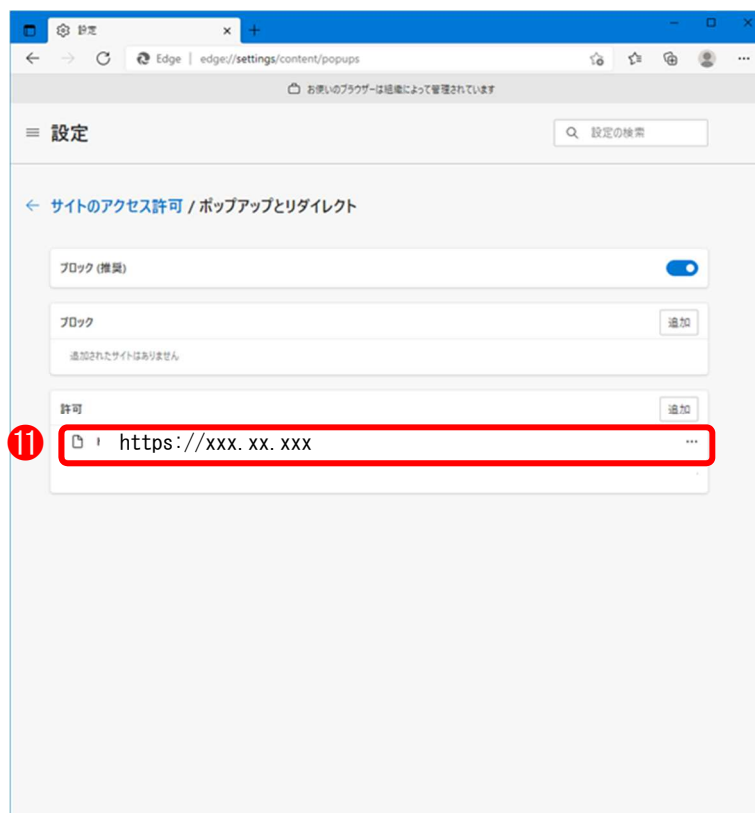 設定
Edge | edge://settings/content/popups
お使いのブラウザーは組織によって管理されています
設定
設定の検索
サイトのアクセス許可 / ポップアップとリダイレクト
ブロック (推奨)
ブロック
追加
追加されたサイトはありません
許可
追加
11
https://xxx.xx.xxx